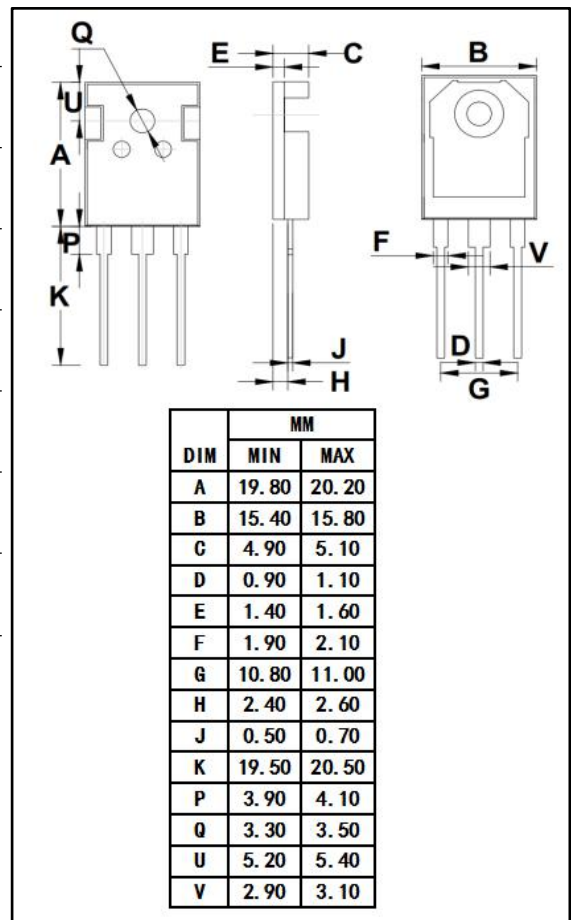 Q
E C B
U
A
P
K
F V
D
J
H G
MM
DIM MIN MAX
A 19.80 20.20
B 15.40 15.80
C 4.90 5.10
D 0.90 1.10
E 1.40 1.60
F 1.90 2.10
G 10.80 11.00
H 2.40 2.60
J 0.50 0.70
K 19.50 20.50
P 3.90 4.10
Q 3.30 3.50
U 5.20 5.40
V 2.90 3.10